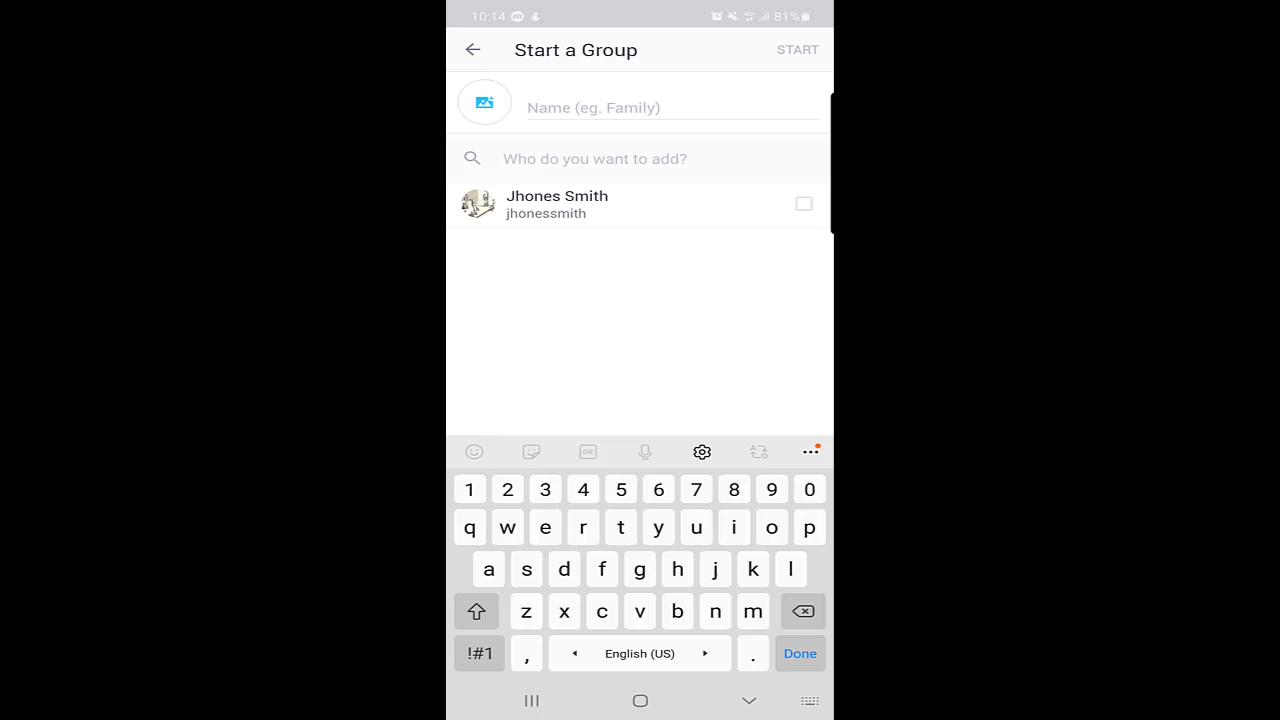 10:14 81%
Start a Group START
Name (eg. Family)
Who do you want to add?
Jhones Smith
jhonessmith
GIF
1 2 3 4 5 6 7 8 9 0
q w e r t y u i o p
a s d f g h j k l
z x c v b n m
!#1 , English (US) . Done